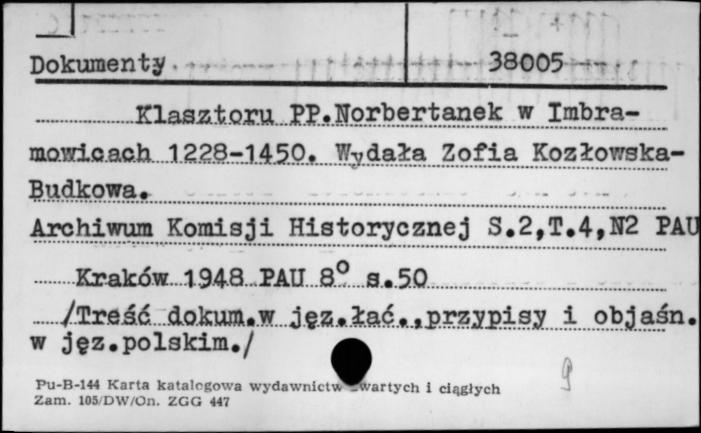 Dokumenty 38005
Klasztoru PP.Norbertanek w Imbra-
mowicach 1228-1450. Wydała Zofia Kozłowska-
Budkowa.
Archiwum Komisji Historycznej S.2,T.4,N2 PAU
Kraków 1948 PAU 8° s.50
/Treść dokum.w jęz.łać.,przypisy i objaśn.
w jęz.polskim./
9
Pu-B-144 Karta katalogowa wydawnictw zwartych i ciągłych
Zam. 105/DW/On. ZGG 447